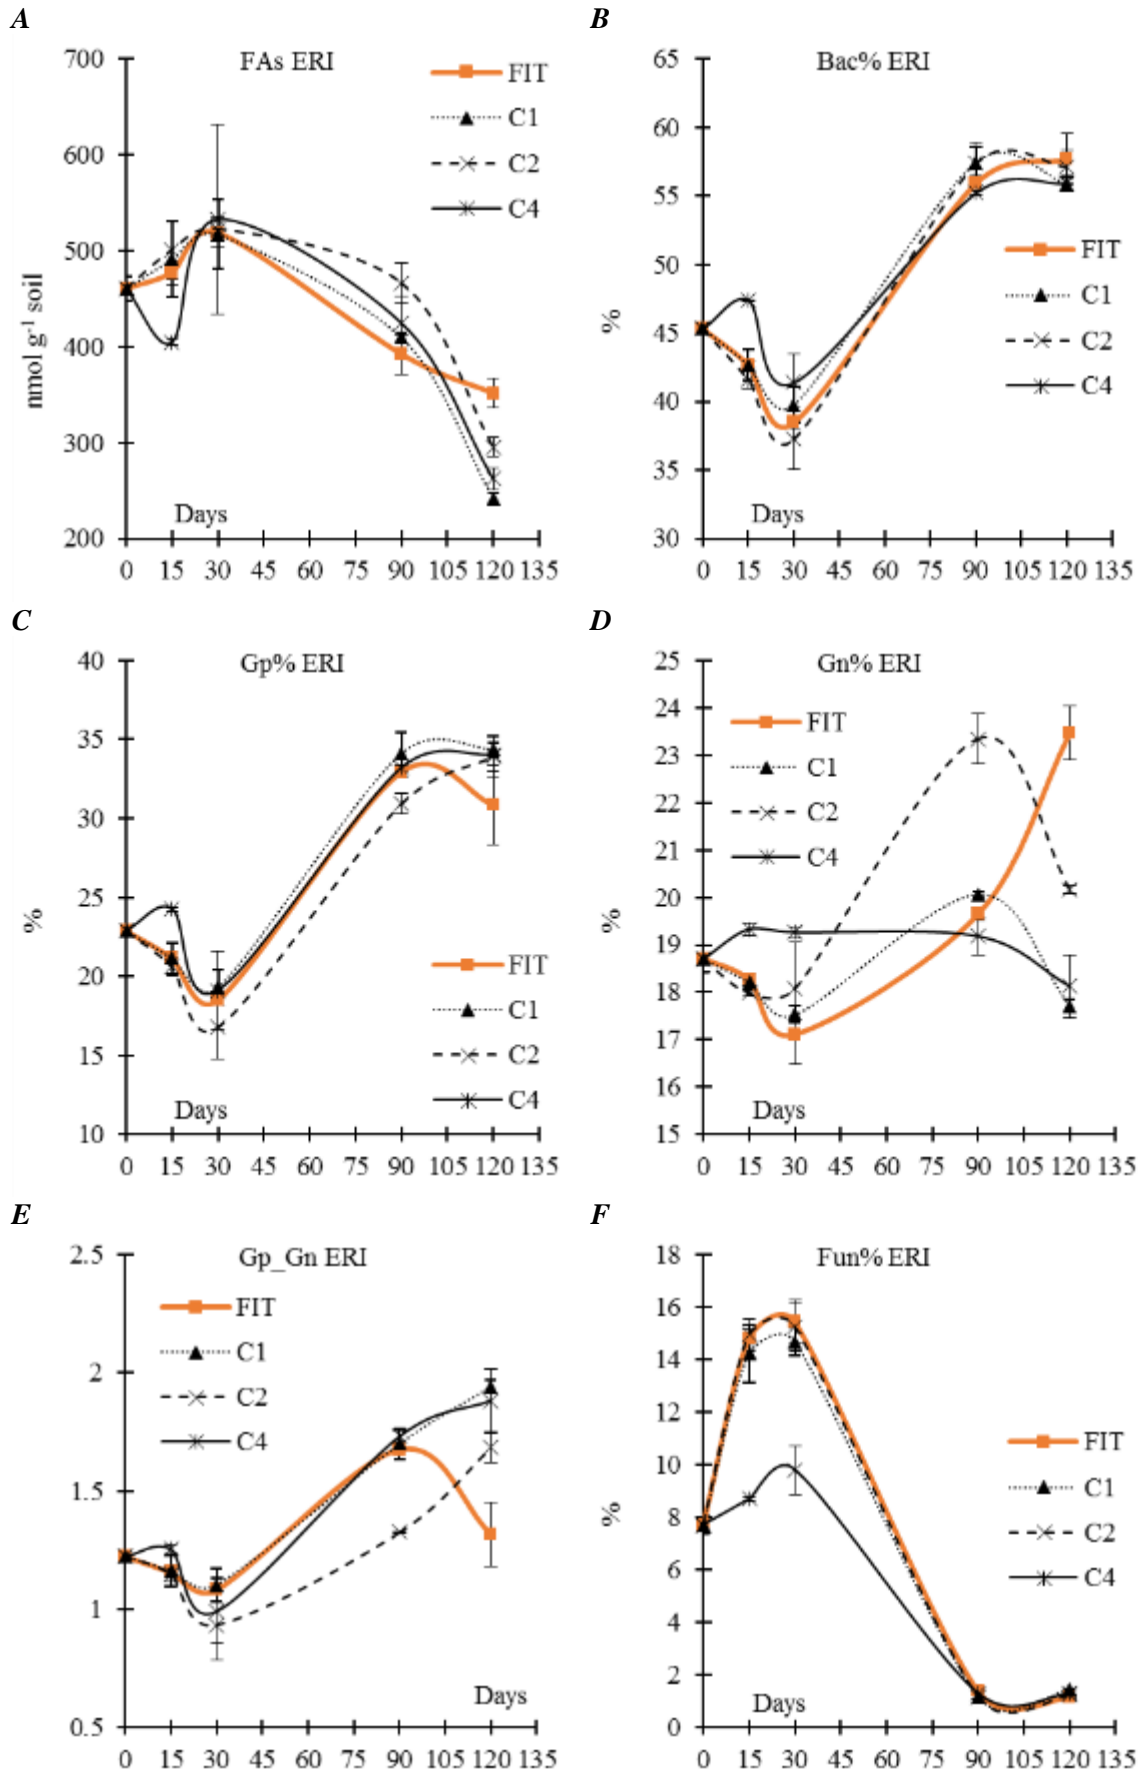 A
FAs ERI
700
600
500
400
300
200
nmol g-1 soil
Days
0 15 30 45 60 75 90 105 120 135
FIT
C1
C2
C4
B
Bac% ERI
65
60
55
50
45
40
35
30
%
Days
0 15 30 45 60 75 90 105 120 135
FIT
C1
C2
C4
C
Gp% ERI
40
35
30
25
20
15
10
%
Days
0 15 30 45 60 75 90 105 120 135
FIT
C1
C2
C4
D
Gn% ERI
25
24
23
22
21
20
19
18
17
16
15
Days
0 15 30 45 60 75 90 105 120 135
FIT
C1
C2
C4
E
Gp_Gn ERI
2.5
2
1.5
1
0.5
Days
0 15 30 45 60 75 90 105 120 135
FIT
C1
C2
C4
F
Fun% ERI
18
16
14
12
10
8
6
4
2
0
%
Days
0 15 30 45 60 75 90 105 120 135
FIT
C1
C2
C4